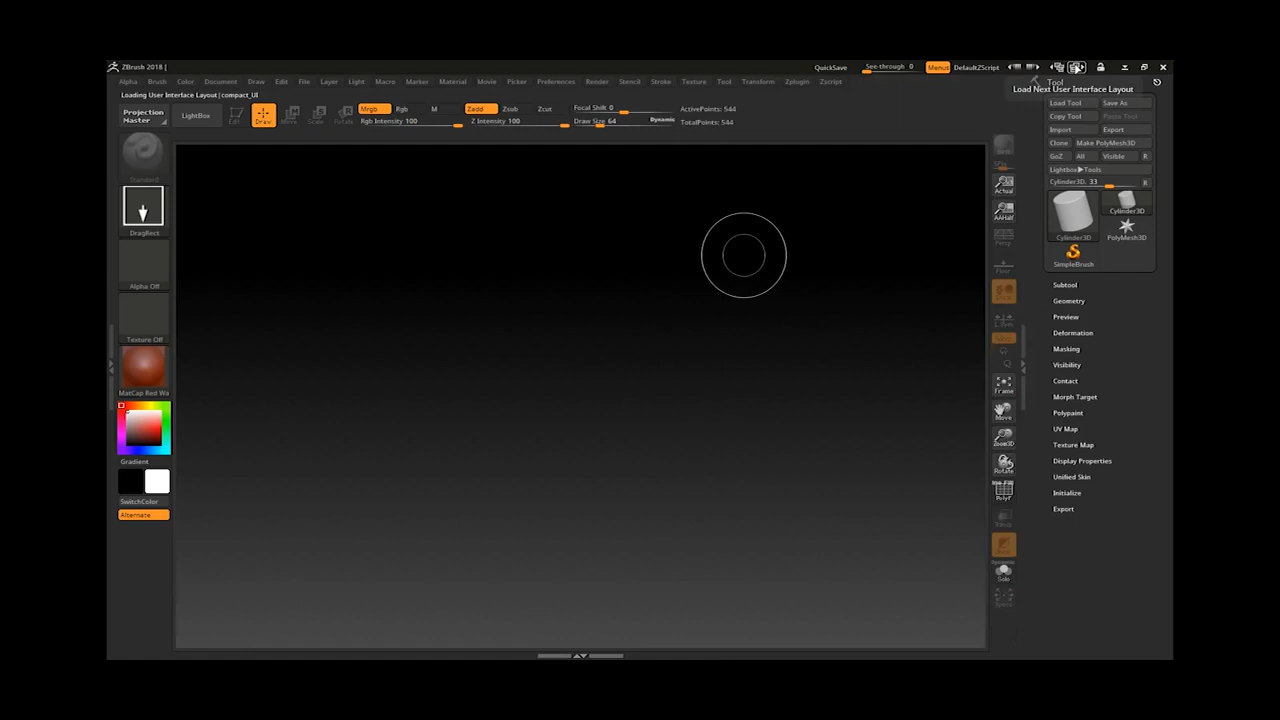 ZBrush 2018 [
QuickSave See-through 0 Menus DefaultZScript
Alpha Brush Color Document Draw Edit File Layer Light Macro Marker Material Movie Picker Preferences Render Stencil Stroke Texture Tool Transform Zplugin Zscript
Tool
Load Next User Interface Layout
Loading User Interface Layout|compact_UI
Projection Master
LightBox
Edit Draw Move Scale Rotate
Mrgb Rgb M
Rgb Intensity 100
Zadd Zsub Zcut
Z Intensity 100
Focal Shift 0
Draw Size 64 Dynamic
ActivePoints: 544
TotalPoints: 544
Load Tool Save As
Copy Tool Paste Tool
Import Export
Clone Make PolyMesh3D
GoZ All Visible R
Lightbox▶Tools
Cylinder3D. 33 R
Cylinder3D
Cylinder3D
PolyMesh3D
SimpleBrush
Subtool
Geometry
Preview
Deformation
Masking
Visibility
Contact
Morph Target
Polypaint
UV Map
Texture Map
Display Properties
Unified Skin
Initialize
Export
Standard
DragRect
Alpha Off
Texture Off
MatCap Red Wa
Gradient
SwitchColor
Alternate
Actual
AAHalf
Persp
Floor
L.Sym
Frame
Move
Zoom3D
Rotate
PolyF
Transp
Dynamic
Solo